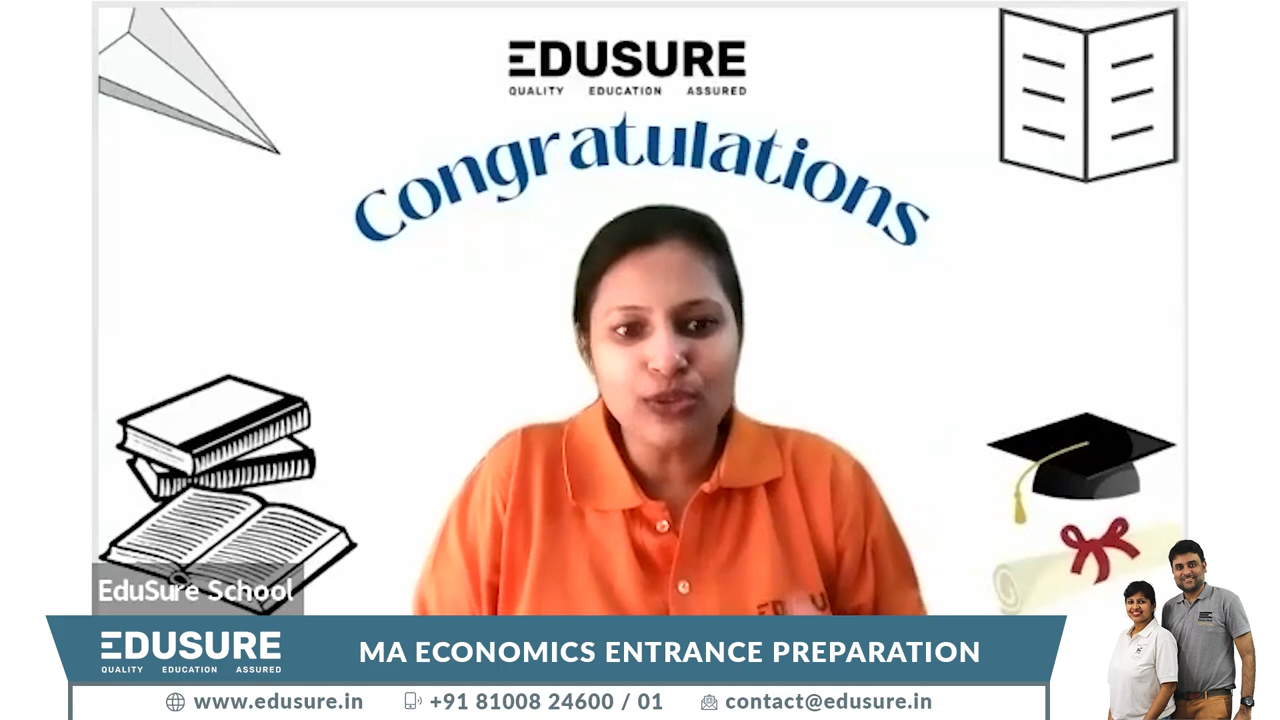 EDUSURE
QUALITY EDUCATION ASSURED
Congratulations
EduSure School
EDUSURE
QUALITY EDUCATION ASSURED
MA ECONOMICS ENTRANCE PREPARATION
www.edusure.in
+91 81008 24600 / 01
contact@edusure.in